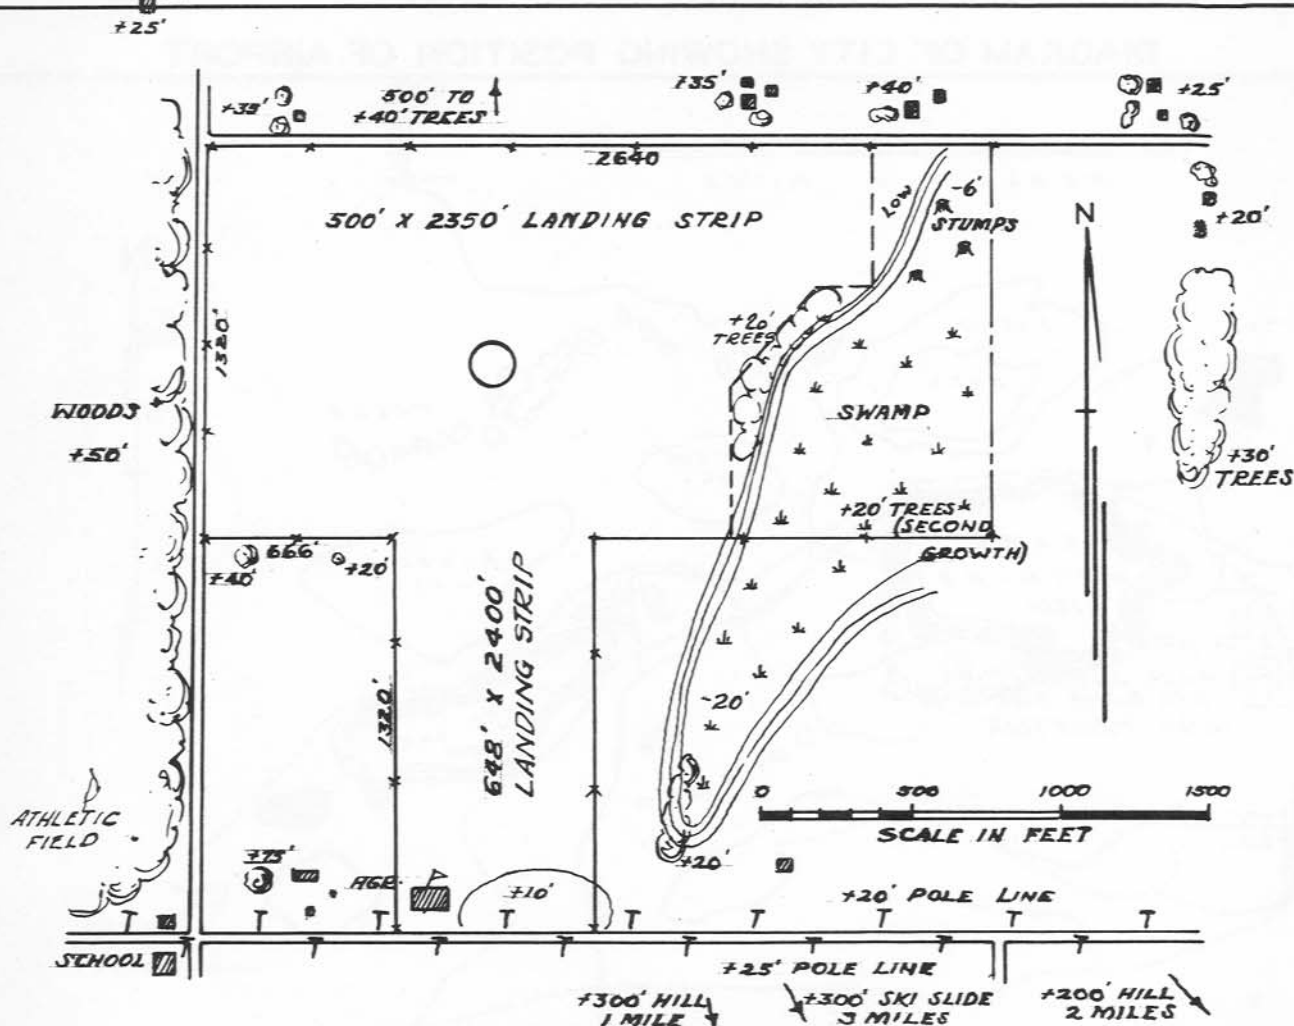 +25'
+35'
500' TO
+40' TREES
+35'
+40'
+25'
2640
500' X 2350' LANDING STRIP
LOW
-6'
STUMPS
N
+20'
1320'
+20'
TREES
WOODS
+50'
SWAMP
+30'
TREES
+20' TREES
(SECOND
GROWTH)
666'
+40'
+20'
648' X 2400'
LANDING STRIP
1320'
-20'
0 500 1000 1500
SCALE IN FEET
ATHLETIC
FIELD
+75'
HGR.
+10'
+20'
+20' POLE LINE
SCHOOL
+25' POLE LINE
+300' HILL
1 MILE
+300' SKI SLIDE
3 MILES
+200' HILL
2 MILES